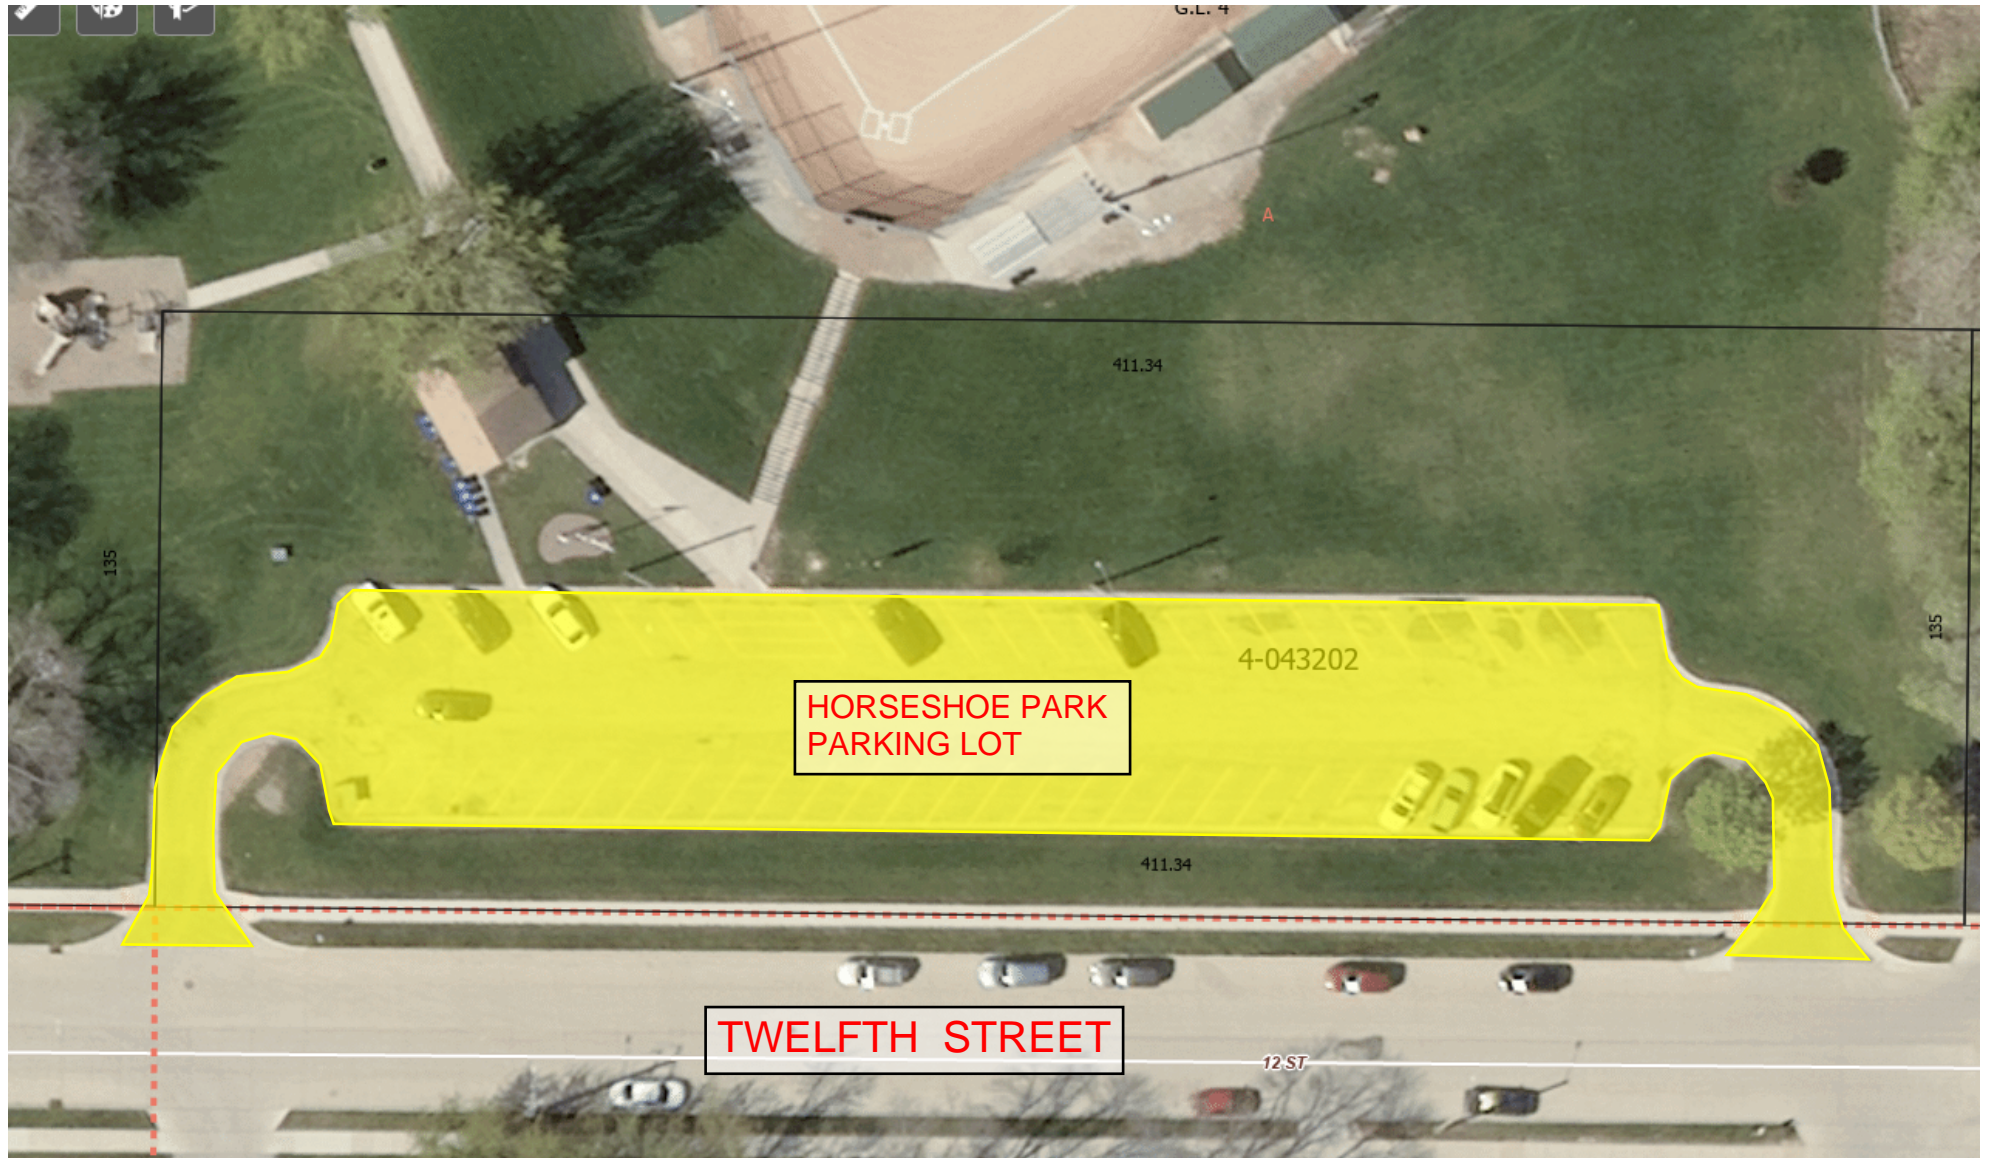 G.L. 4
A
411.34
135
135
4-043202
HORSESHOE PARK
PARKING LOT
411.34
TWELFTH STREET
12 ST